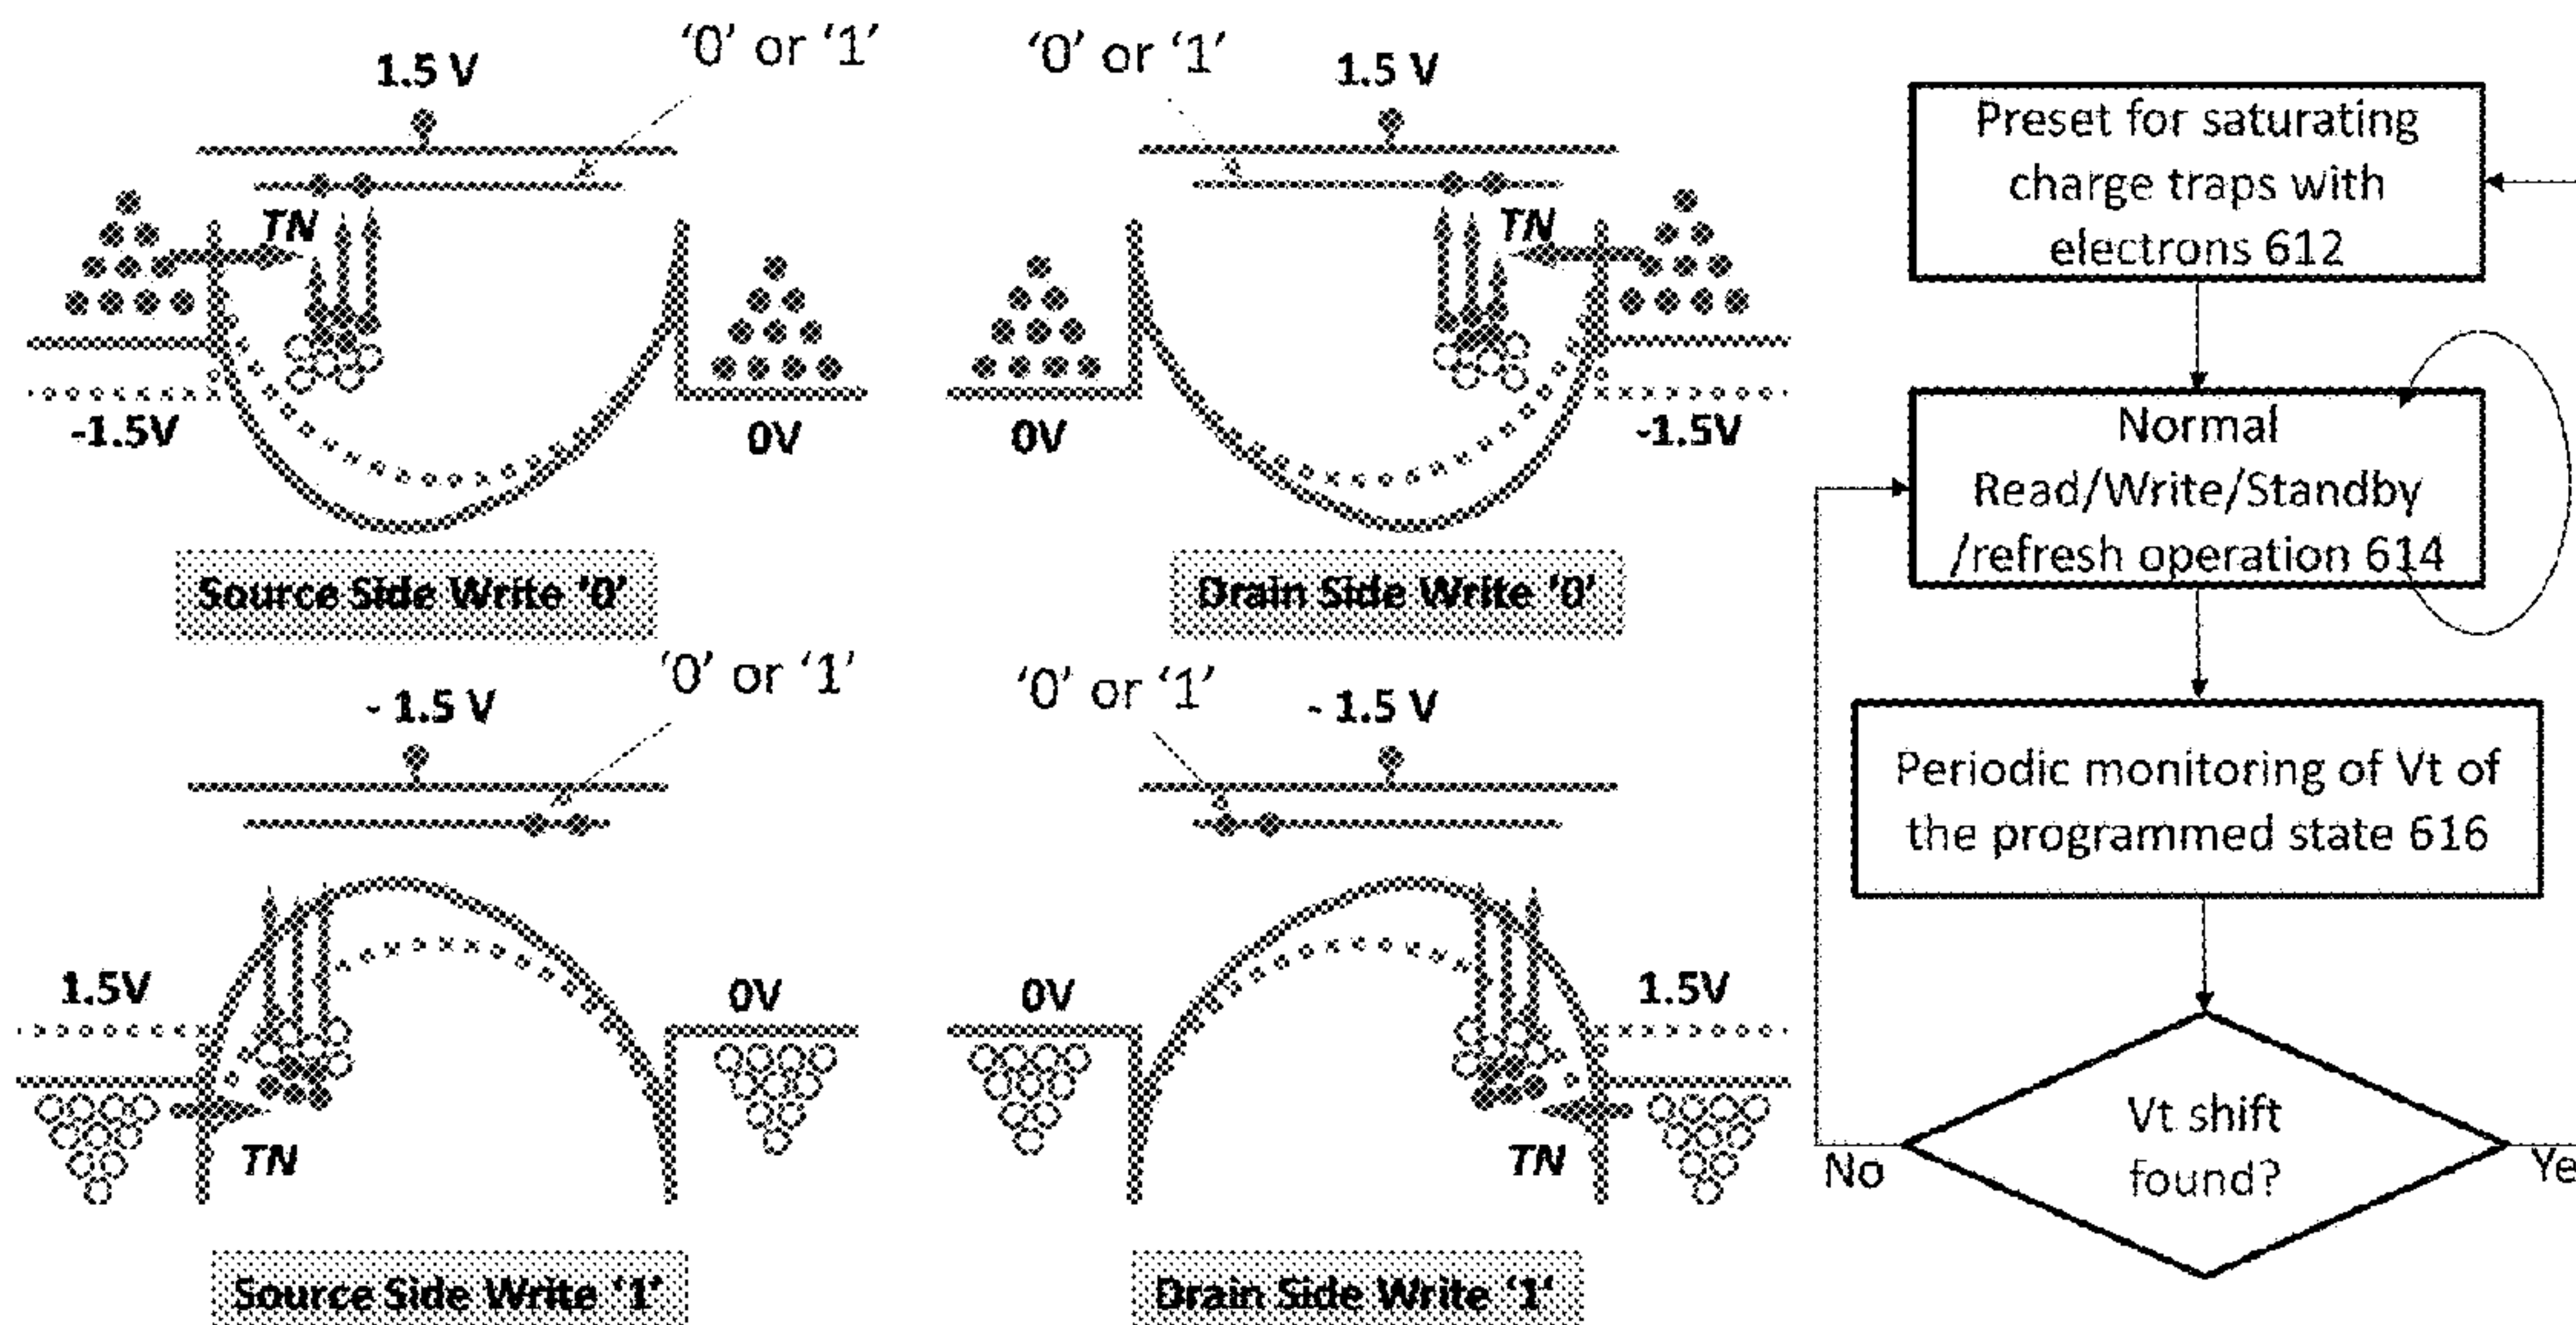 '0' or '1'
1.5 V
TN
-1.5V
0V
Source Side Write '0'
'0' or '1'
1.5 V
TN
0V
-1.5V
Drain Side Write '0'
'0' or '1'
- 1.5 V
1.5V
0V
TN
Source Side Write '1'
'0' or '1'
- 1.5 V
0V
1.5V
TN
Drain Side Write '1'
Preset for saturating
charge traps with
electrons 612
Normal
Read/Write/Standby
/refresh operation 614
Periodic monitoring of Vt of
the programmed state 616
Vt shift
found?
No
Ye